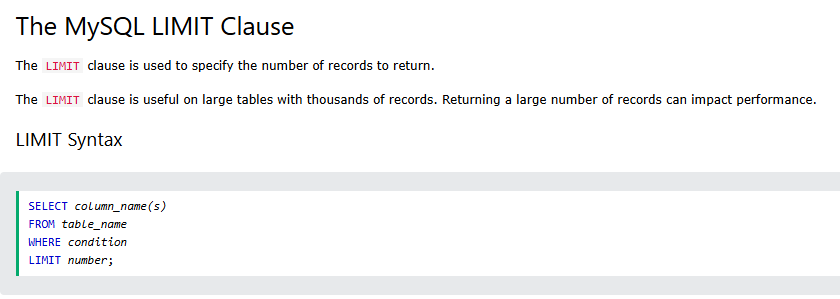 The MySQL LIMIT Clause
The LIMIT clause is used to specify the number of records to return.
The LIMIT clause is useful on large tables with thousands of records. Returning a large number of records can impact performance.
LIMIT Syntax
SELECT column_name(s)
FROM table_name
WHERE condition
LIMIT number;